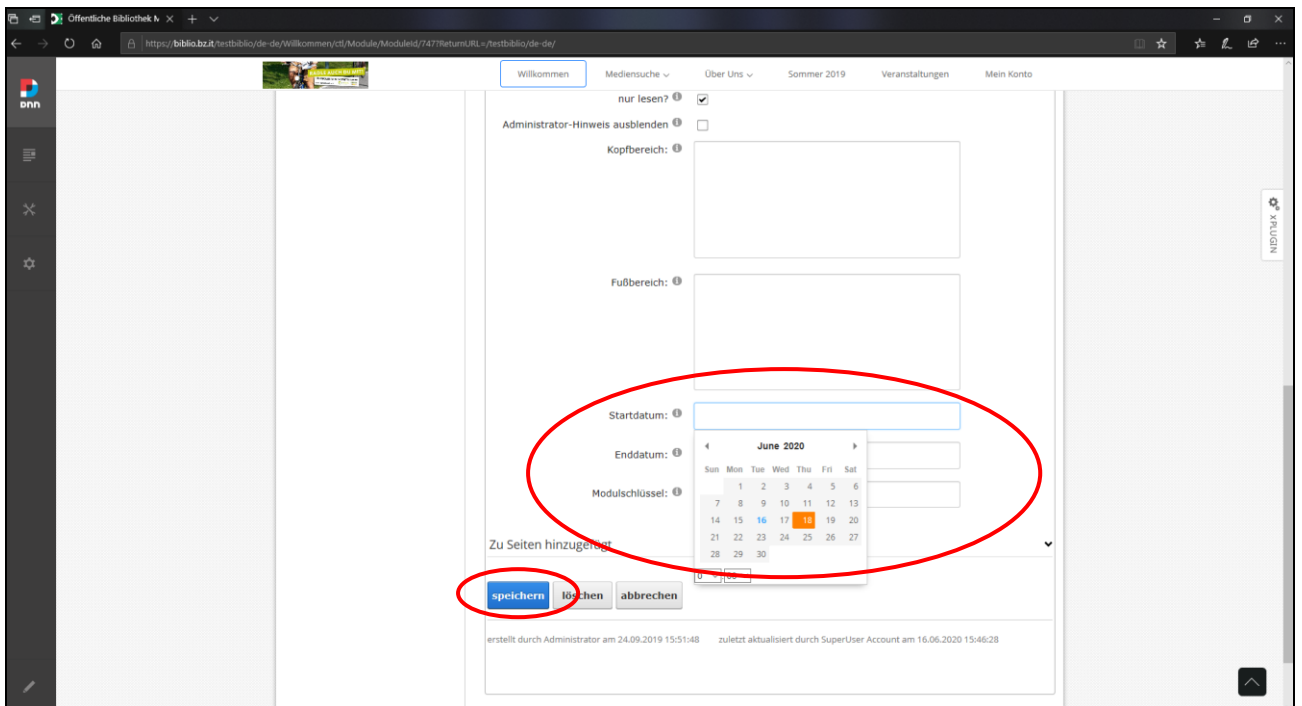 Öffentliche Bibliothek N
https://biblio.bz.it/testbiblio/de-de/Willkommen/ctl/Module/ModuleId/747?ReturnURL=/testbiblio/de-de/
Willkommen Mediensuche Über Uns Sommer 2019 Veranstaltungen Mein Konto
DNN
nur lesen?
Administrator-Hinweis ausblenden
Kopfbereich:
XPLUGIN
Fußbereich:
Startdatum:
June 2020
Enddatum:
Sun Mon Tue Wed Thu Fri Sat
1 2 3 4 5 6
Modulschlüssel:
7 8 9 10 11 12 13
14 15 16 17 18 19 20
21 22 23 24 25 26 27
Zu Seiten hinzugefügt
28 29 30
speichern löschen abbrechen
erstellt durch Administrator am 24.09.2019 15:51:48 zuletzt aktualisiert durch SuperUser Account am 16.06.2020 15:46:28